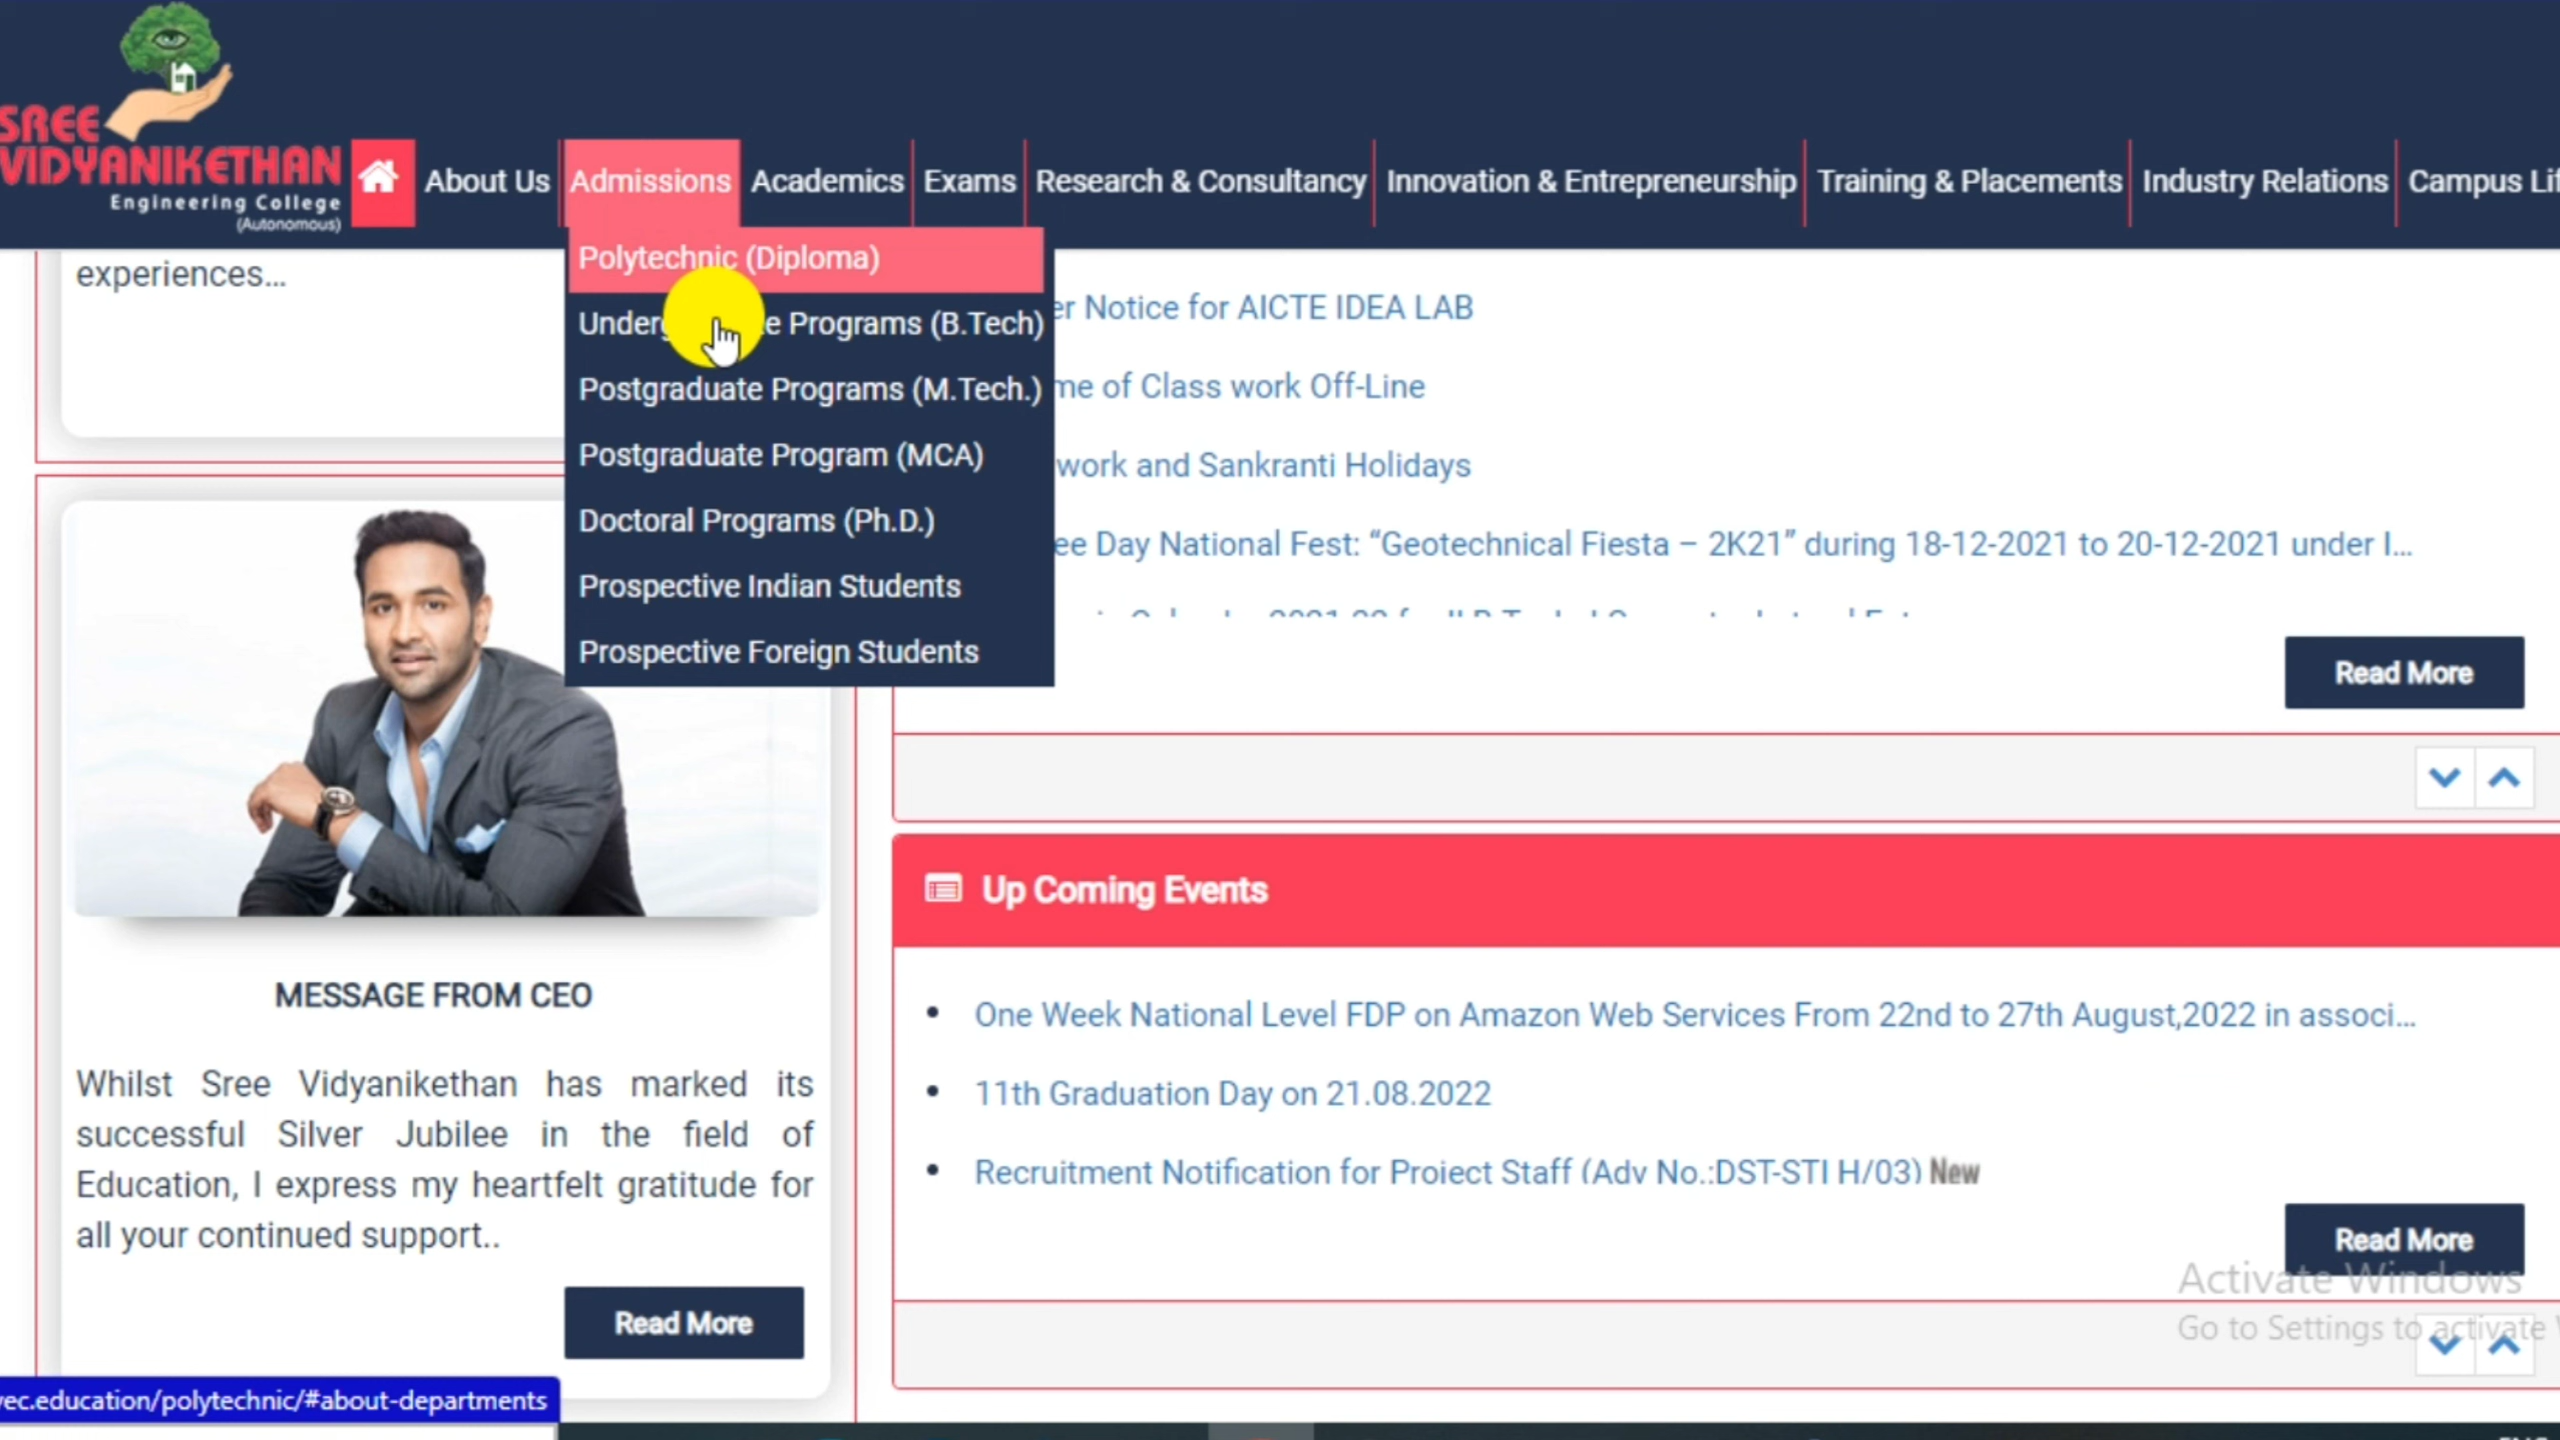 SREE
VIDYANIKETHAN
Engineering College
(Autonomous)
About Us
Admissions
Academics
Exams
Research & Consultancy
Innovation & Entrepreneurship
Training & Placements
Industry Relations
Campus
Polytechnic (Diploma)
Programs (B.Tech)
Postgraduate Programs (M.Tech.)
Postgraduate Program (MCA)
Doctoral Programs (Ph.D.)
Prospective Indian Students
Prospective Foreign Students
experiences...
Notice for AICTE IDEA LAB
of Class work Off-Line
work and Sankranti Holidays
Day National Fest: “Geotechnical Fiesta – 2K21” during 18-12-2021 to 20-12-2021 under I...
Read More
MESSAGE FROM CEO
Whilst Sree Vidyanikethan has marked its
successful Silver Jubilee in the field of
Education, I express my heartfelt gratitude for
all your continued support..
Read More
Up Coming Events
One Week National Level FDP on Amazon Web Services From 22nd to 27th August,2022 in associ...
11th Graduation Day on 21.08.2022
Recruitment Notification for Project Staff (Adv No.:DST-STI H/03) New
Read More
Activate Windows
Go to Settings to activate
ec.education/polytechnic/#about-departments